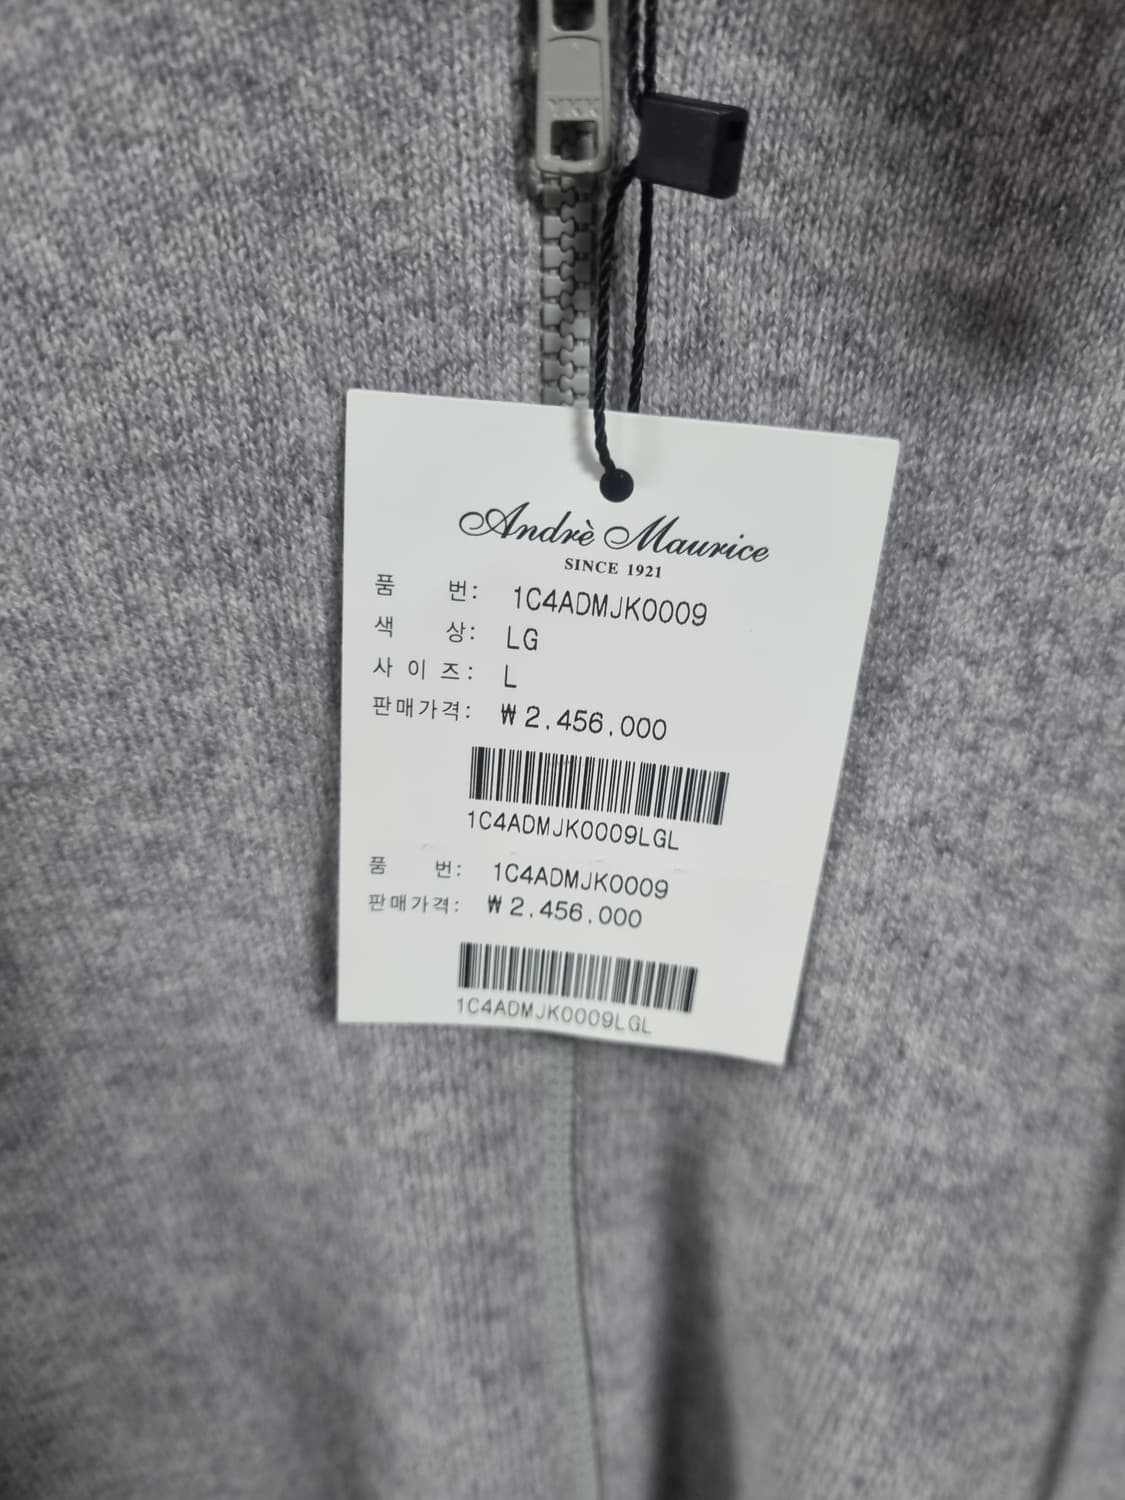 YKK
Andrè Maurice
SINCE 1921
품 번: 1C4ADMJK0009
색 상: LG
사 이 즈: L
판매가격: ₩ 2,456,000
1C4ADMJK0009LGL
품 번: 1C4ADMJK0009
판매가격: ₩ 2,456,000
1C4ADMJK0009LGL